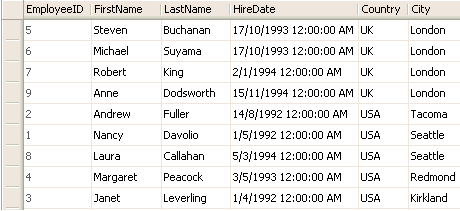 EmployeeID FirstName LastName HireDate Country City
5 Steven Buchanan 17/10/1993 12:00:00 AM UK London
6 Michael Suyama 17/10/1993 12:00:00 AM UK London
7 Robert King 2/1/1994 12:00:00 AM UK London
9 Anne Dodsworth 15/11/1994 12:00:00 AM UK London
2 Andrew Fuller 14/8/1992 12:00:00 AM USA Tacoma
1 Nancy Davolio 1/5/1992 12:00:00 AM USA Seattle
8 Laura Callahan 5/3/1994 12:00:00 AM USA Seattle
4 Margaret Peacock 3/5/1993 12:00:00 AM USA Redmond
3 Janet Leverling 1/4/1992 12:00:00 AM USA Kirkland